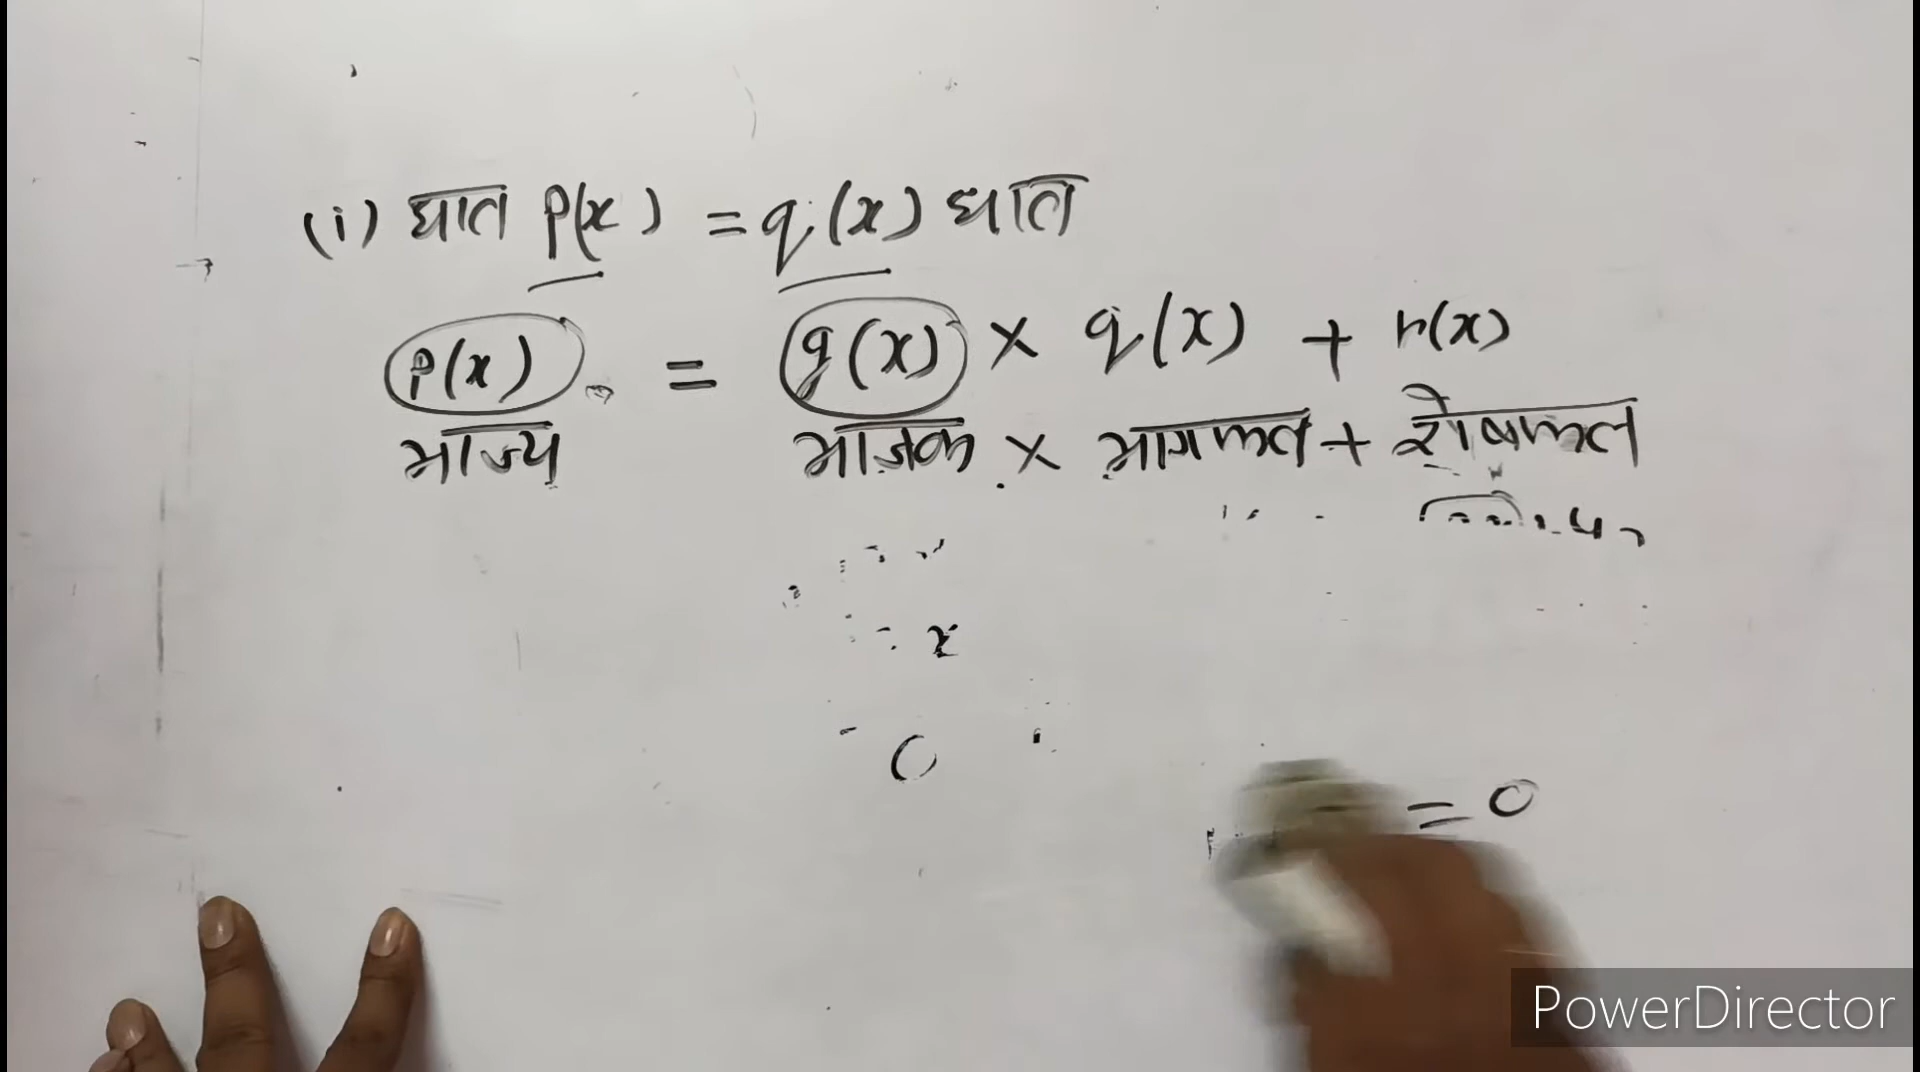 (i) घात p(x) = q(x) घात
p(x) = g(x) × q(x) + r(x)
भाज्य भाजक × भागफल + शेषफल
x
= 0
PowerDirector